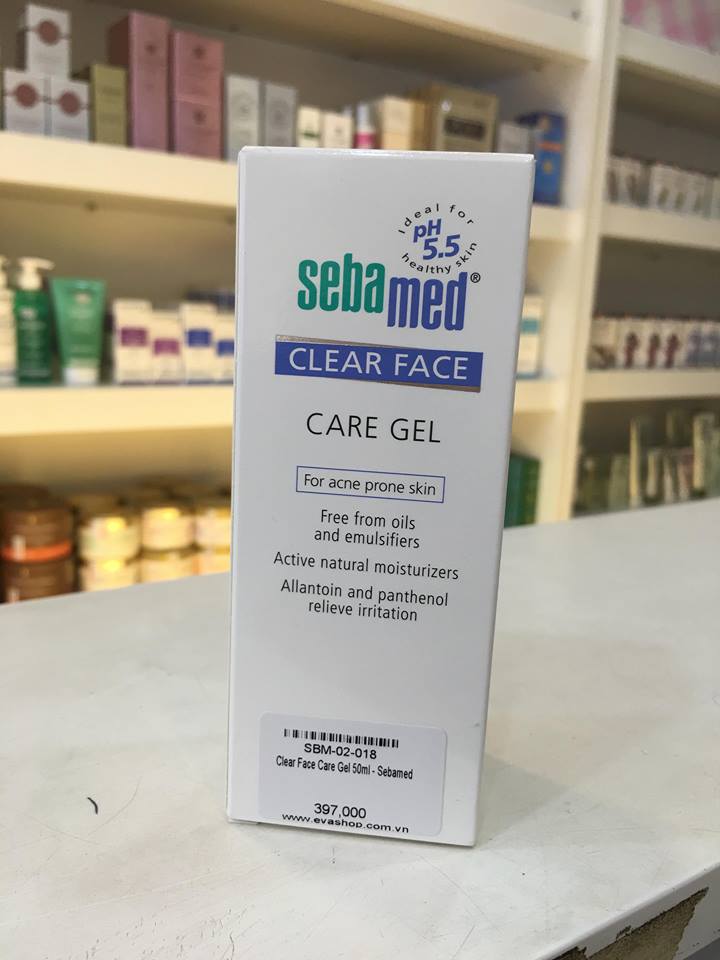 Ideal for
pH
5.5
healthy skin
sebamed®
CLEAR FACE
CARE GEL
For acne prone skin
Free from oils
and emulsifiers
Active natural moisturizers
Allantoin and panthenol
relieve irritation
SBM-02-018
Clear Face Care Gel 50ml - Sebamed
397,000
www.evashop.com.vn